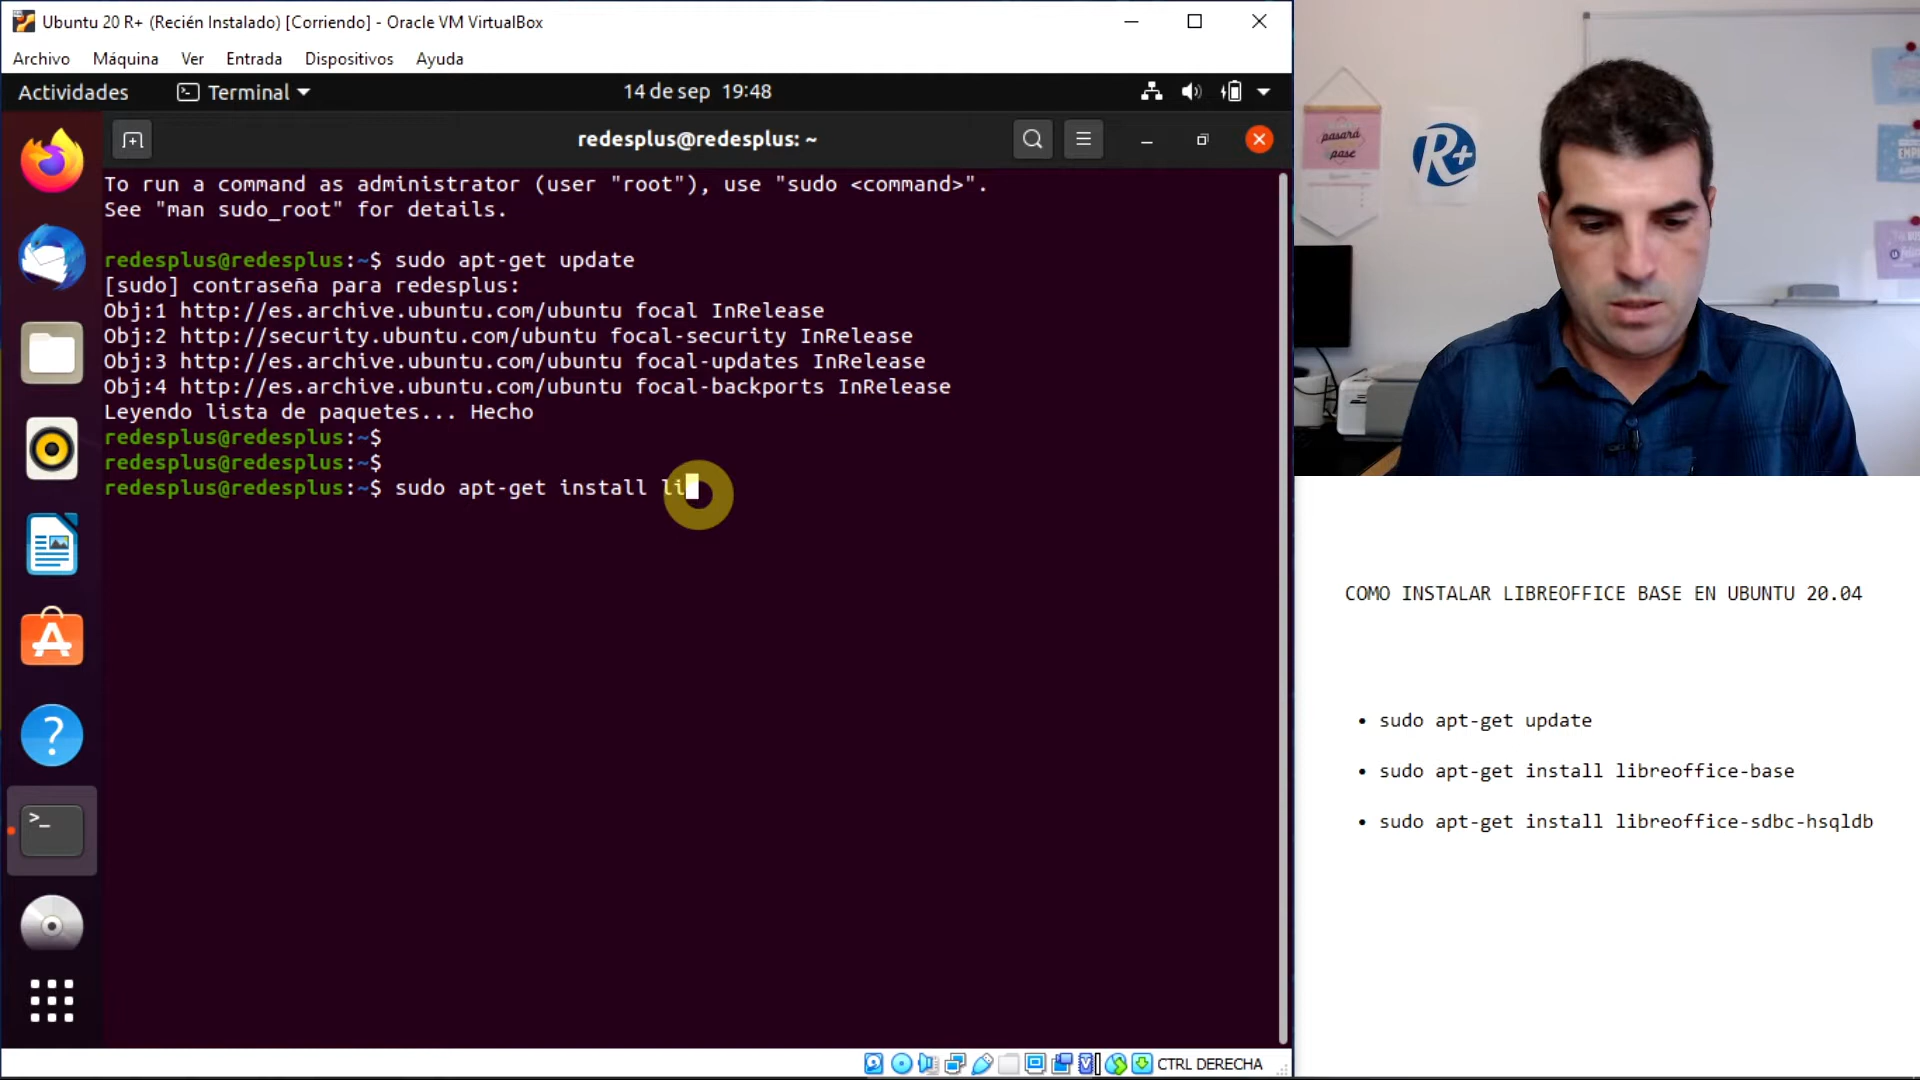 Ubuntu 20 R+ (Recién Instalado) [Corriendo] - Oracle VM VirtualBox
Archivo Máquina Ver Entrada Dispositivos Ayuda
Actividades Terminal 14 de sep 19:48
redesplus@redesplus: ~
To run a command as administrator (user "root"), use "sudo <command>".
See "man sudo_root" for details.
redesplus@redesplus:~$ sudo apt-get update
[sudo] contraseña para redesplus:
Obj:1 http://es.archive.ubuntu.com/ubuntu focal InRelease
Obj:2 http://security.ubuntu.com/ubuntu focal-security InRelease
Obj:3 http://es.archive.ubuntu.com/ubuntu focal-updates InRelease
Obj:4 http://es.archive.ubuntu.com/ubuntu focal-backports InRelease
Leyendo lista de paquetes... Hecho
redesplus@redesplus:~$
redesplus@redesplus:~$
redesplus@redesplus:~$ sudo apt-get install li
CTRL DERECHA
pasará
pase
R+
COMO INSTALAR LIBREOFFICE BASE EN UBUNTU 20.04
• sudo apt-get update
• sudo apt-get install libreoffice-base
• sudo apt-get install libreoffice-sdbc-hsqldb